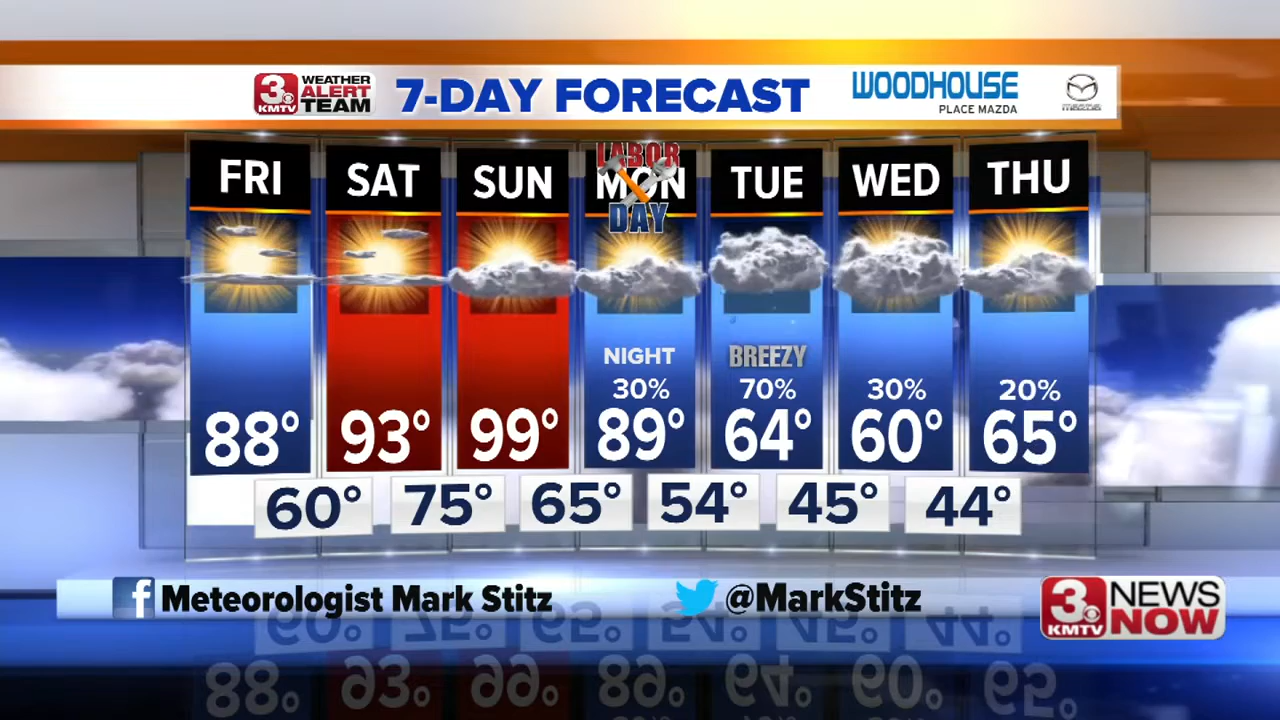 3 KMTV
WEATHER
ALERT
TEAM
7-DAY FORECAST
WOODHOUSE
PLACE MAZDA
FRI SAT SUN MON TUE WED THU
LABOR
DAY
NIGHT BREEZY
30% 70% 30% 20%
88° 93° 99° 89° 64° 60° 65°
60° 75° 65° 54° 45° 44°
f Meteorologist Mark Stitz
@MarkStitz
3 KMTV
NEWS
NOW